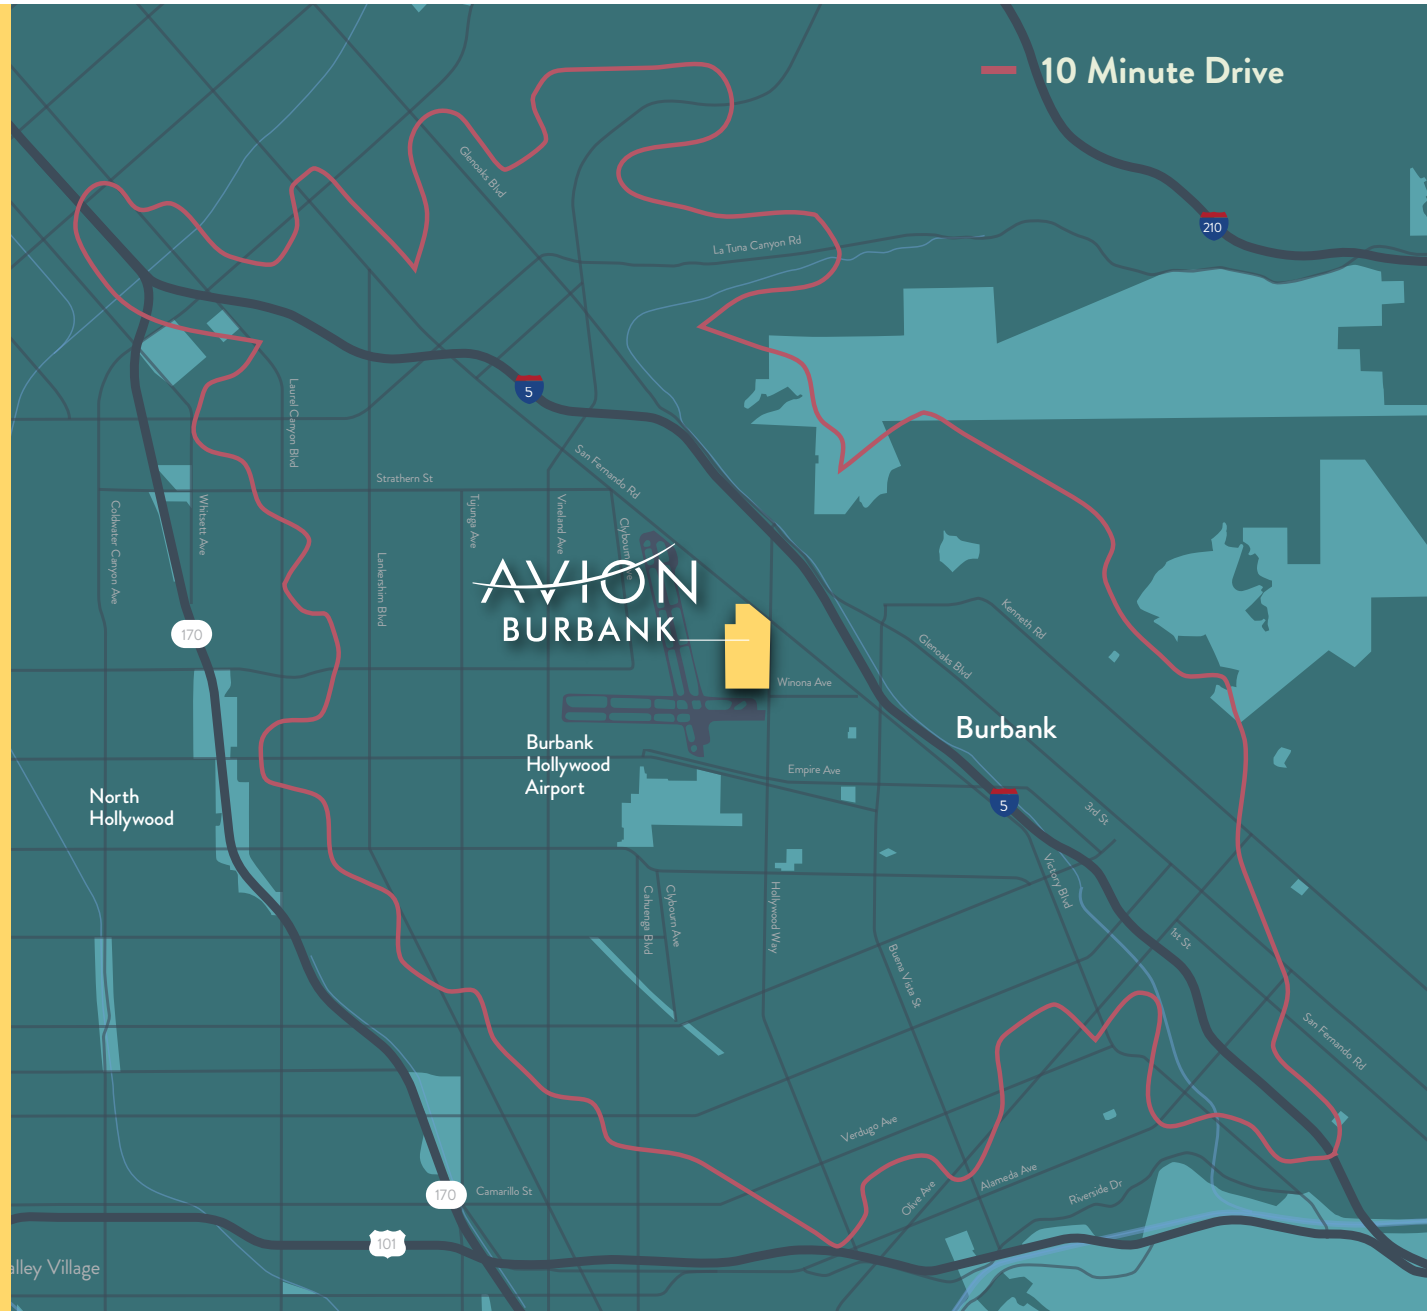 10 Minute Drive
Glenoaks Blvd
La Tuna Canyon Rd
210
5
Laurel Canyon Blvd
San Fernando Rd
Strathern St
Coldwater Canyon Ave
Whitsett Ave
Tujunga Ave
Vineland Ave
Lankershim Blvd
AVION
BURBANK
170
Kenneth Rd
Glenoaks Blvd
Winona Ave
Burbank
Burbank
Hollywood
Airport
Empire Ave
North
Hollywood
5
3rd St
Victory Blvd
Cahuenga Blvd
Clybourn Ave
Hollywood Way
Buena Vista St
1st St
San Fernando Rd
Verdugo Ave
Alameda Ave
Olive Ave
Riverside Dr
170
Camarillo St
101
alley Village